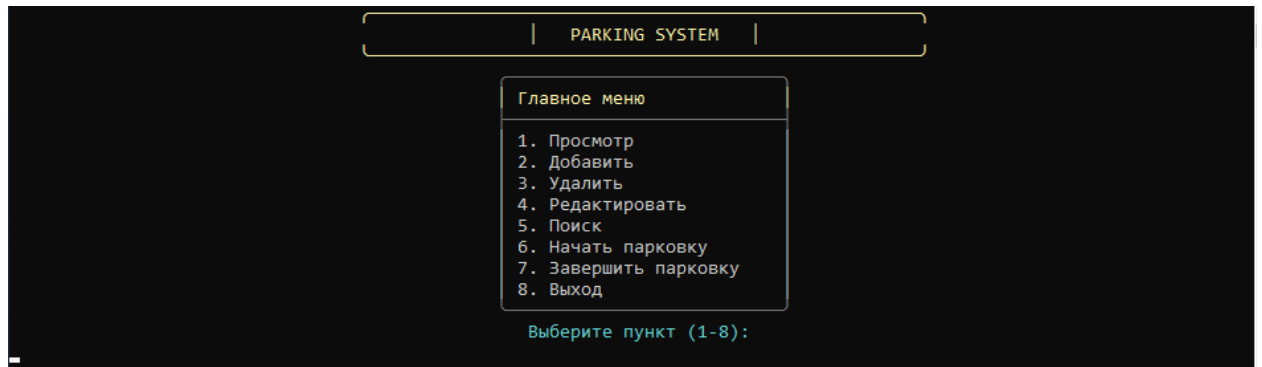 PARKING SYSTEM
Главное меню
1. Просмотр
2. Добавить
3. Удалить
4. Редактировать
5. Поиск
6. Начать парковку
7. Завершить парковку
8. Выход
Выберите пункт (1-8):